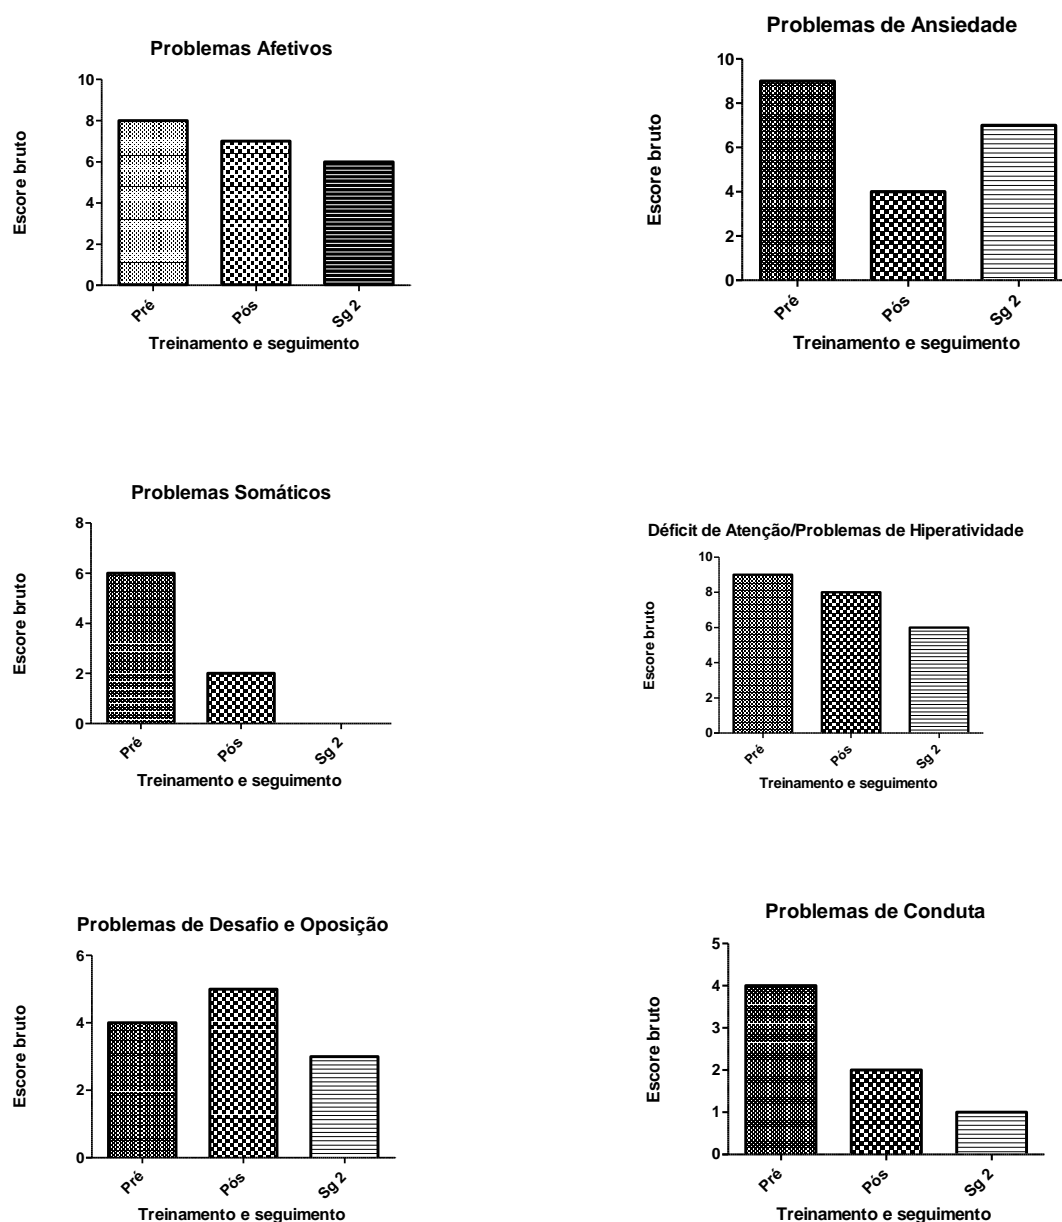 Problemas Afetivos
Escore bruto
10
8
6
4
2
0
Pré
Pós
Sg 2
Treinamento e seguimento
Problemas de Ansiedade
Escore bruto
10
8
6
4
2
0
Pré
Pós
Sg 2
Treinamento e seguimento
Problemas Somáticos
Escore bruto
8
6
4
2
0
Pré
Pós
Sg 2
Treinamento e seguimento
Déficit de Atenção/Problemas de Hiperatividade
Escore bruto
10
8
6
4
2
0
Pré
Pós
Sg 2
Treinamento e seguimento
Problemas de Desafio e Oposição
Escore bruto
6
4
2
0
Pré
Pós
Sg 2
Treinamento e seguimento
Problemas de Conduta
Escore bruto
5
4
3
2
1
0
Pré
Pós
Sg 2
Treinamento e seguimento